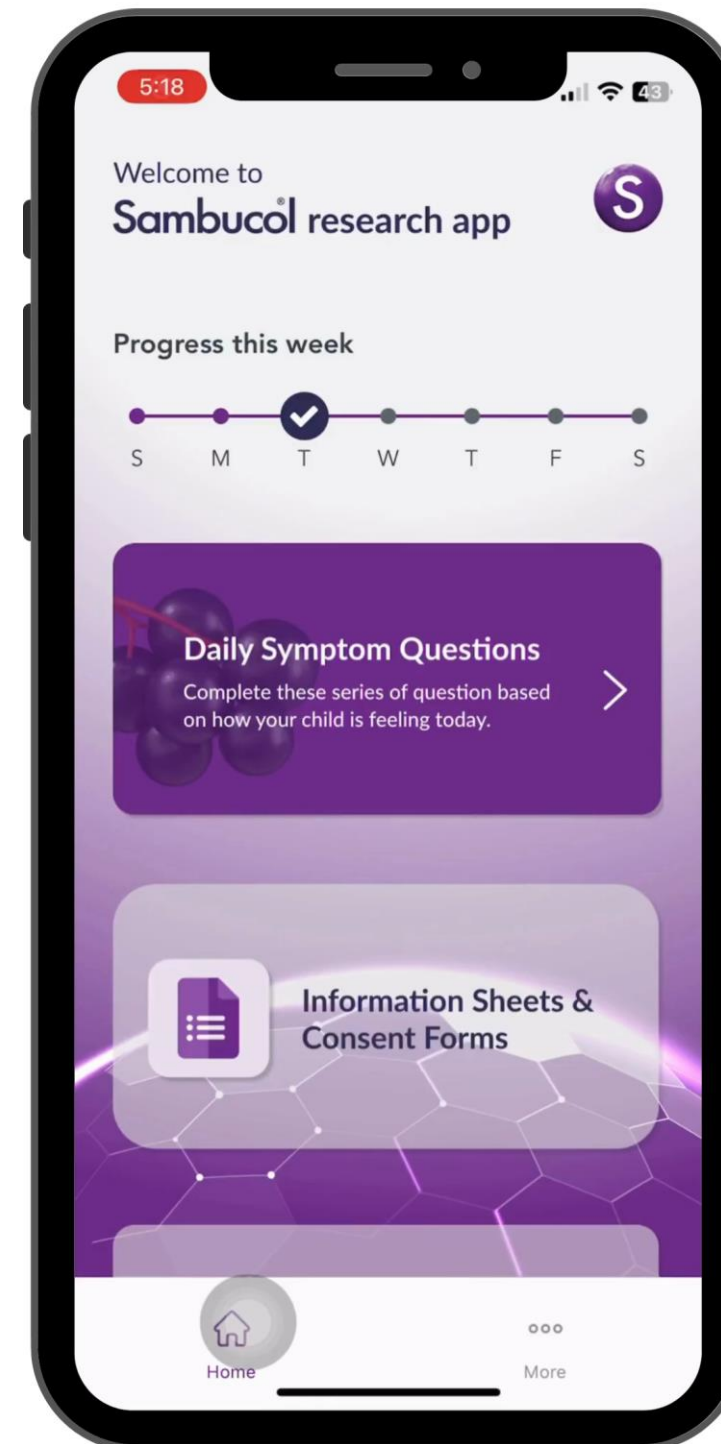 5:18
43
Welcome to
Sambucol® research app
S
Progress this week
S M T W T F S
Daily Symptom Questions
Complete these series of question based
on how your child is feeling today.
Information Sheets &
Consent Forms
Home
More